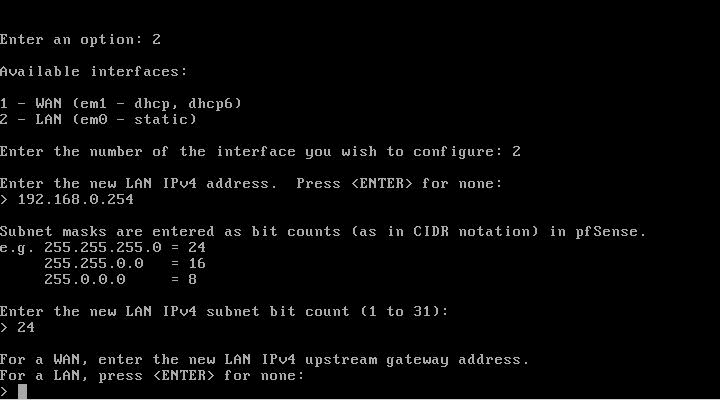 Enter an option: 2
Available interfaces:
1 - WAN (em1 - dhcp, dhcp6)
2 - LAN (em0 - static)
Enter the number of the interface you wish to configure: 2
Enter the new LAN IPv4 address.  Press <ENTER> for none:
> 192.168.0.254
Subnet masks are entered as bit counts (as in CIDR notation) in pfSense.
e.g. 255.255.255.0 = 24
     255.255.0.0   = 16
     255.0.0.0     = 8
Enter the new LAN IPv4 subnet bit count (1 to 31):
> 24
For a WAN, enter the new LAN IPv4 upstream gateway address.
For a LAN, press <ENTER> for none:
>